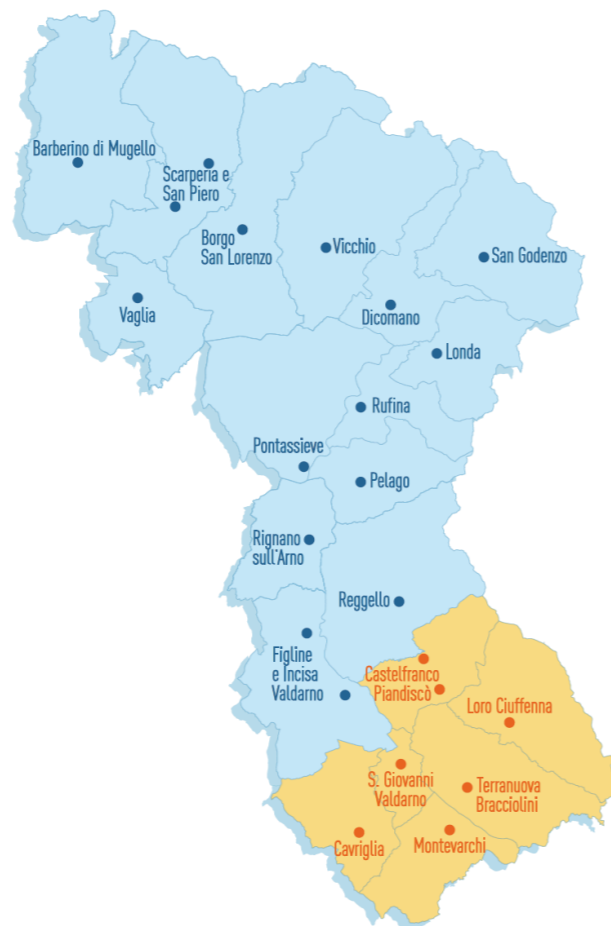 Barberino di Mugello
Scarperia e
San Piero
Borgo
San Lorenzo
Vicchio
San Godenzo
Vaglia
Dicomano
Londa
Rufina
Pontassieve
Pelago
Rignano
sull'Arno
Reggello
Figline
e Incisa
Valdarno
Castelfranco
Piandiscò
Loro Ciuffenna
S. Giovanni
Valdarno
Terranuova
Bracciolini
Cavriglia
Montevarchi